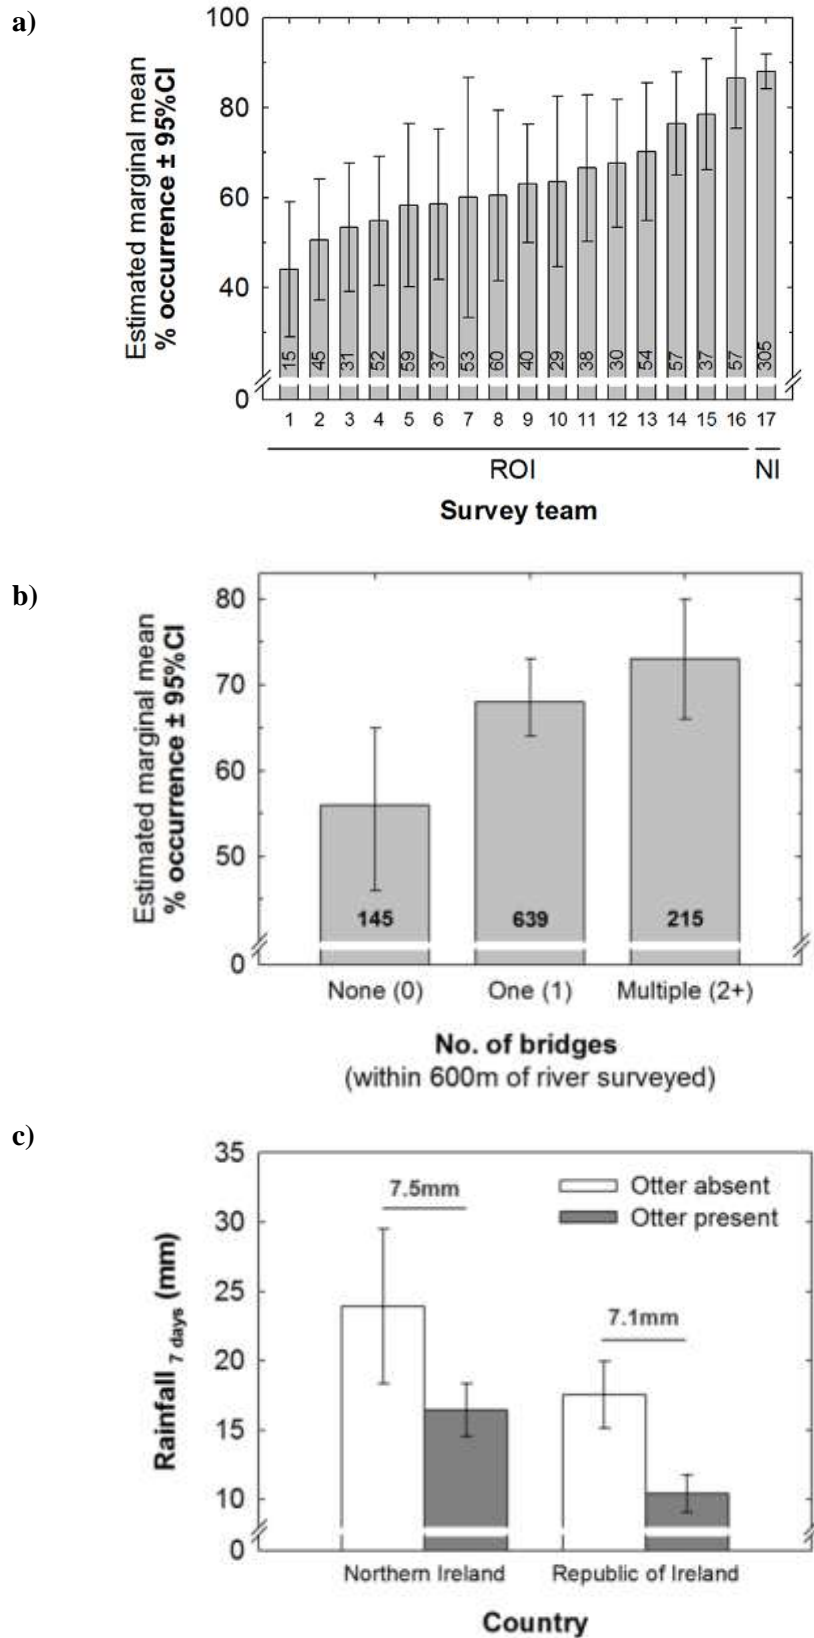 a)
Estimated marginal mean
% occurrence ± 95%CI
100
80
60
40
0
15 45 31 52 59 37 53 60 40 29 38 30 54 57 37 57 305
1 2 3 4 5 6 7 8 9 10 11 12 13 14 15 16 17
ROI NI
Survey team
b)
Estimated marginal mean
% occurrence ± 95%CI
80
70
60
50
0
145 639 215
None (0) One (1) Multiple (2+)
No. of bridges
(within 600m of river surveyed)
c)
Rainfall 7 days (mm)
35
30
25
20
15
10
0
7.5mm
7.1mm
Otter absent
Otter present
Northern Ireland Republic of Ireland
Country